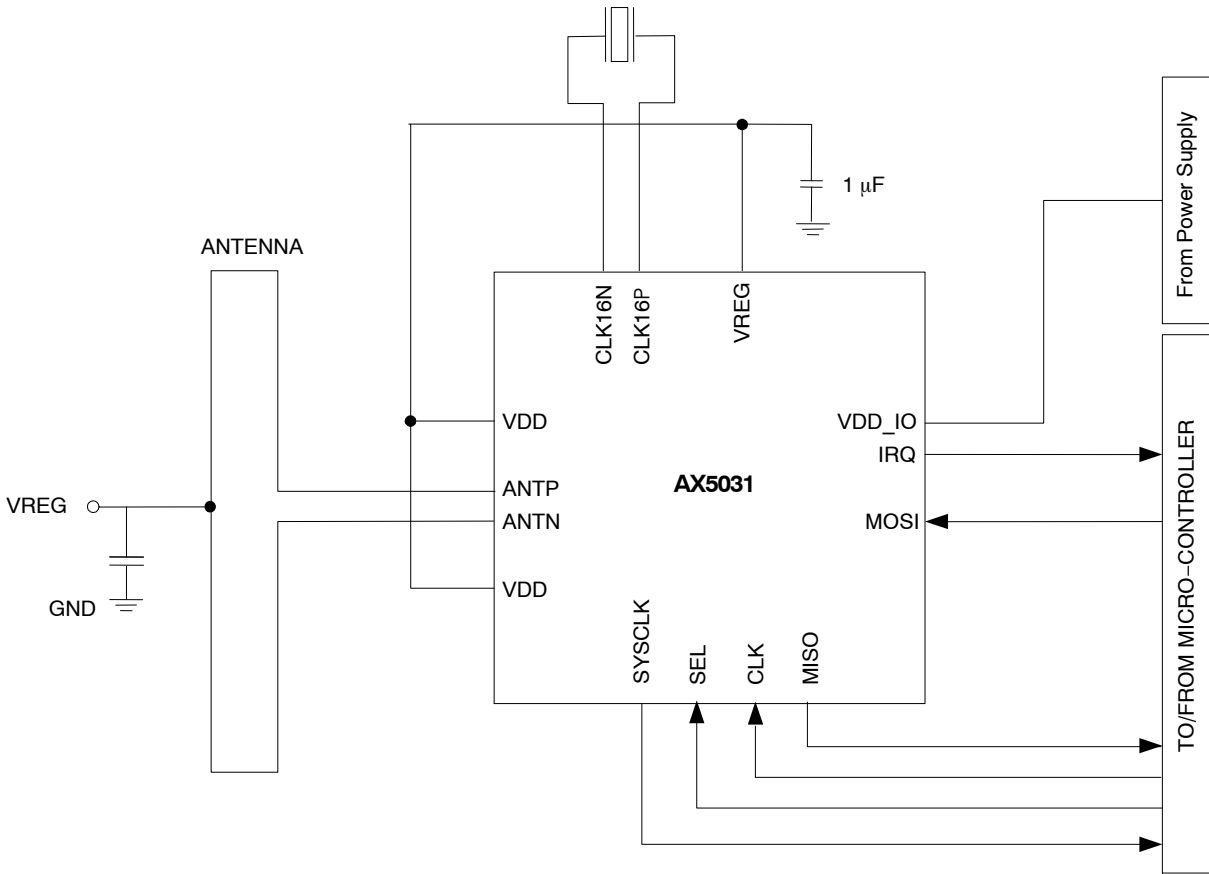 1 μF
From Power Supply
ANTENNA
CLK16N
CLK16P
VREG
VDD
VDD_IO
IRQ
ANTP
AX5031
VREG
ANTN
MOSI
VDD
GND
SYSCLK
SEL
CLK
MISO
TO/FROM MICRO−CONTROLLER